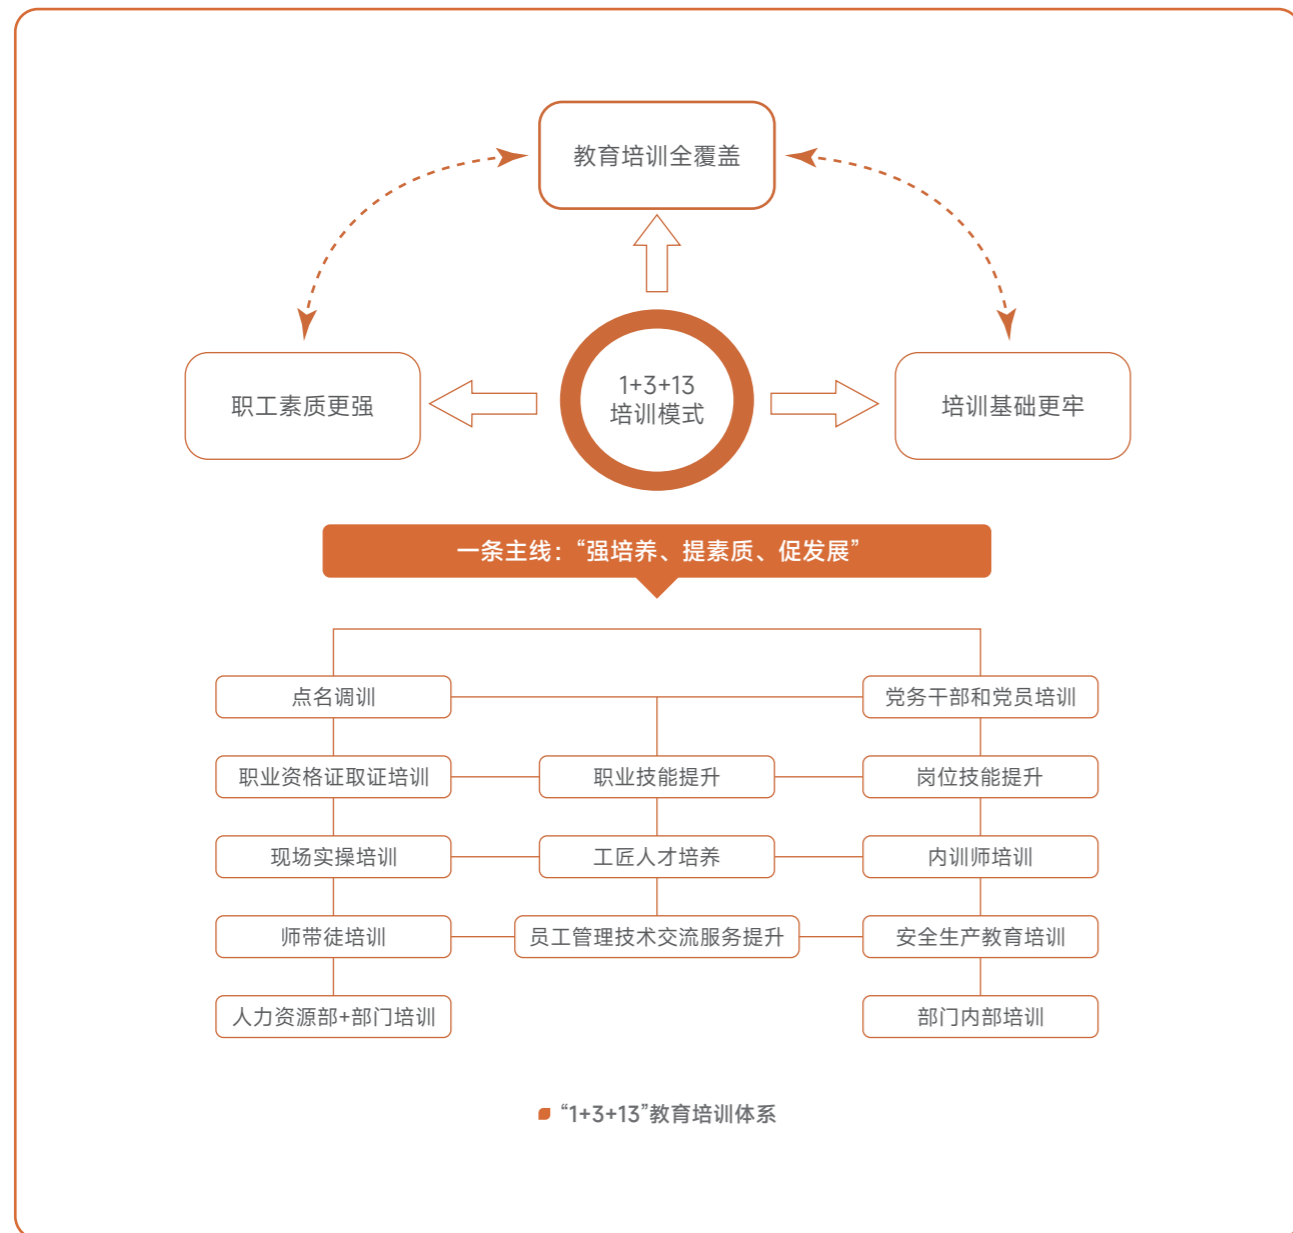 教育培训全覆盖
职工素质更强
1+3+13
培训模式
培训基础更牢
一条主线：“强培养、提素质、促发展”
点名调训
党务干部和党员培训
职业资格证取证培训
职业技能提升
岗位技能提升
现场实操培训
工匠人才培养
内训师培训
师带徒培训
员工管理技术交流服务提升
安全生产教育培训
人力资源部+部门培训
部门内部培训
“1+3+13”教育培训体系